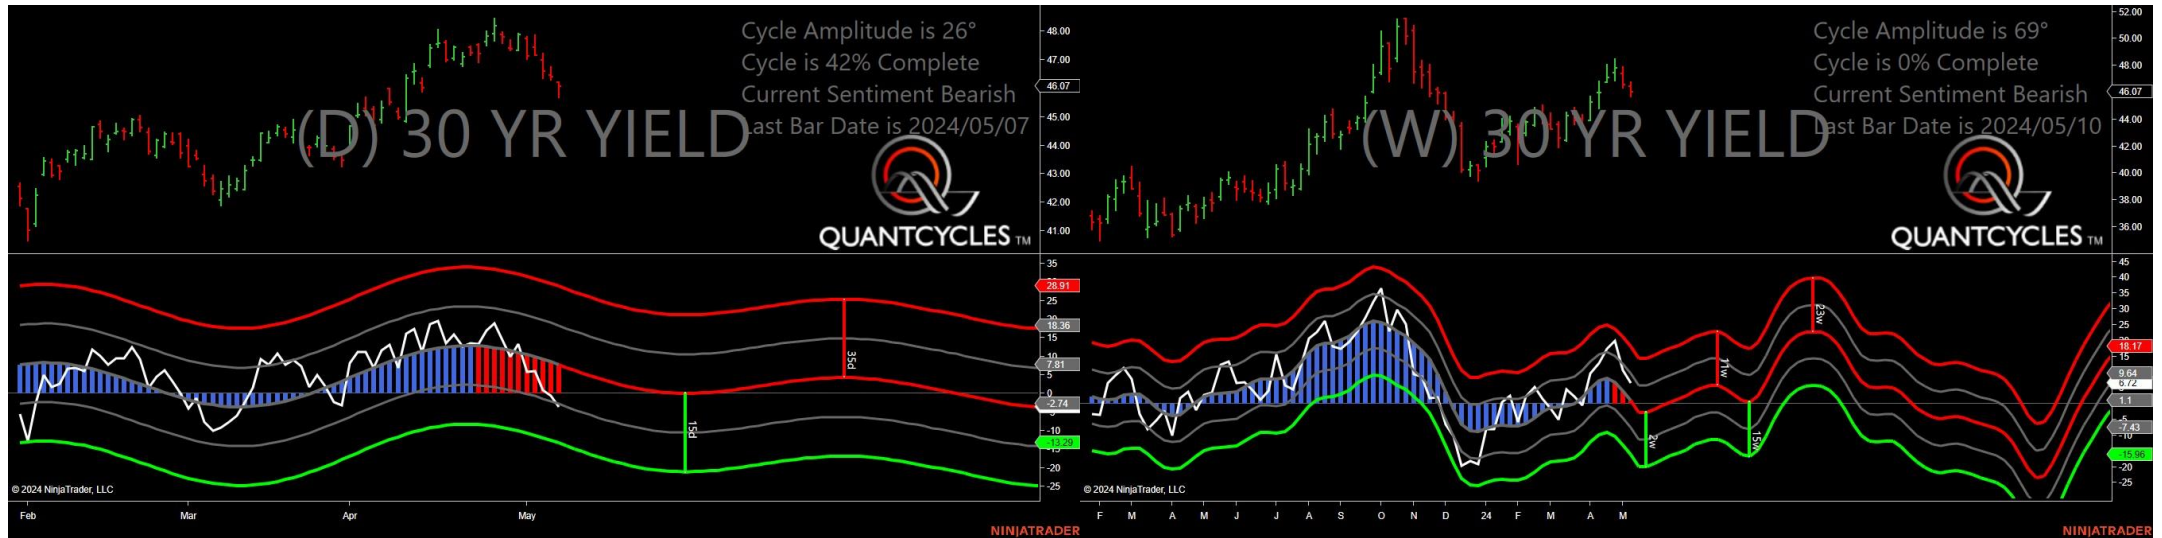 Cycle Amplitude is 26°
Cycle is 42% Complete
Current Sentiment Bearish
Last Bar Date is 2024/05/07
(D) 30 YR YIELD
QUANTCYCLES TM
48.00
47.00
46.07
45.00
44.00
43.00
42.00
41.00
35
28.91
25
18.36
15
10
7.81
5
0
-2.74
-10
-13.29
-20
-25
35d
15d
© 2024 NinjaTrader, LLC
Feb
Mar
Apr
May
NINJATRADER
Cycle Amplitude is 69°
Cycle is 0% Complete
Current Sentiment Bearish
Last Bar Date is 2024/05/10
(W) 30 YR YIELD
QUANTCYCLES TM
52.00
50.00
48.00
46.07
44.00
42.00
40.00
38.00
36.00
45
40
35
30
25
18.17
15
9.64
6.72
1.1
-5
-7.43
-10
-15.96
-20
-25
11w
23w
2w
15w
© 2024 NinjaTrader, LLC
F M A M J J A S O N D 24 F M A M
NINJATRADER